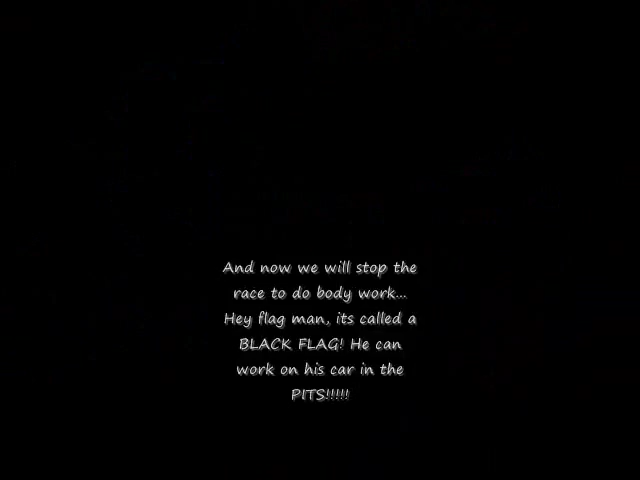 And now we will stop the
race to do body work...
Hey flag man, its called a
BLACK FLAG! He can
work on his car in the
PITS!!!!!